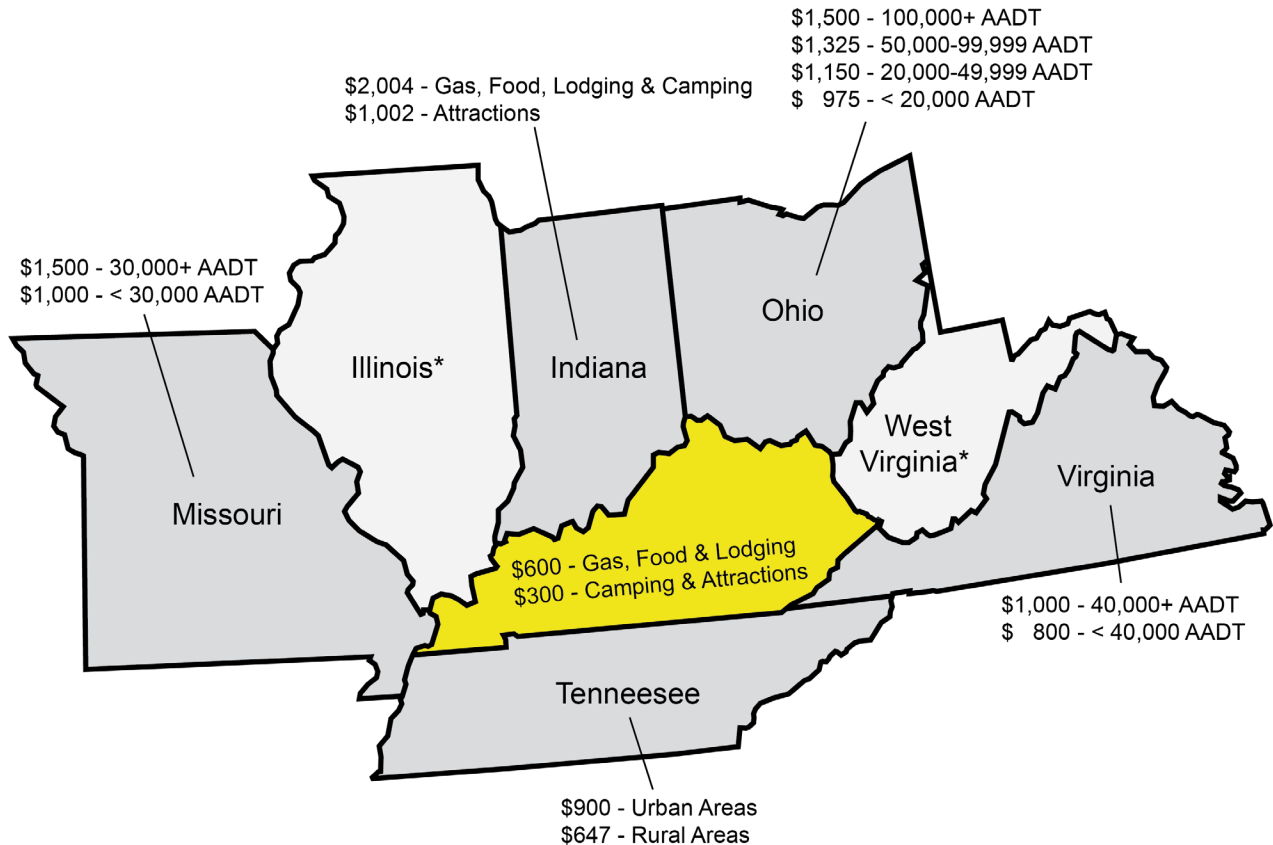 $1,500 - 100,000+ AADT
$1,325 - 50,000-99,999 AADT
$1,150 - 20,000-49,999 AADT
$ 975 - < 20,000 AADT
$2,004 - Gas, Food, Lodging & Camping
$1,002 - Attractions
$1,500 - 30,000+ AADT
$1,000 - < 30,000 AADT
Ohio
Illinois*
Indiana
West
Virginia*
Virginia
Missouri
$600 - Gas, Food & Lodging
$300 - Camping & Attractions
$1,000 - 40,000+ AADT
$ 800 - < 40,000 AADT
Tenneesee
$900 - Urban Areas
$647 - Rural Areas